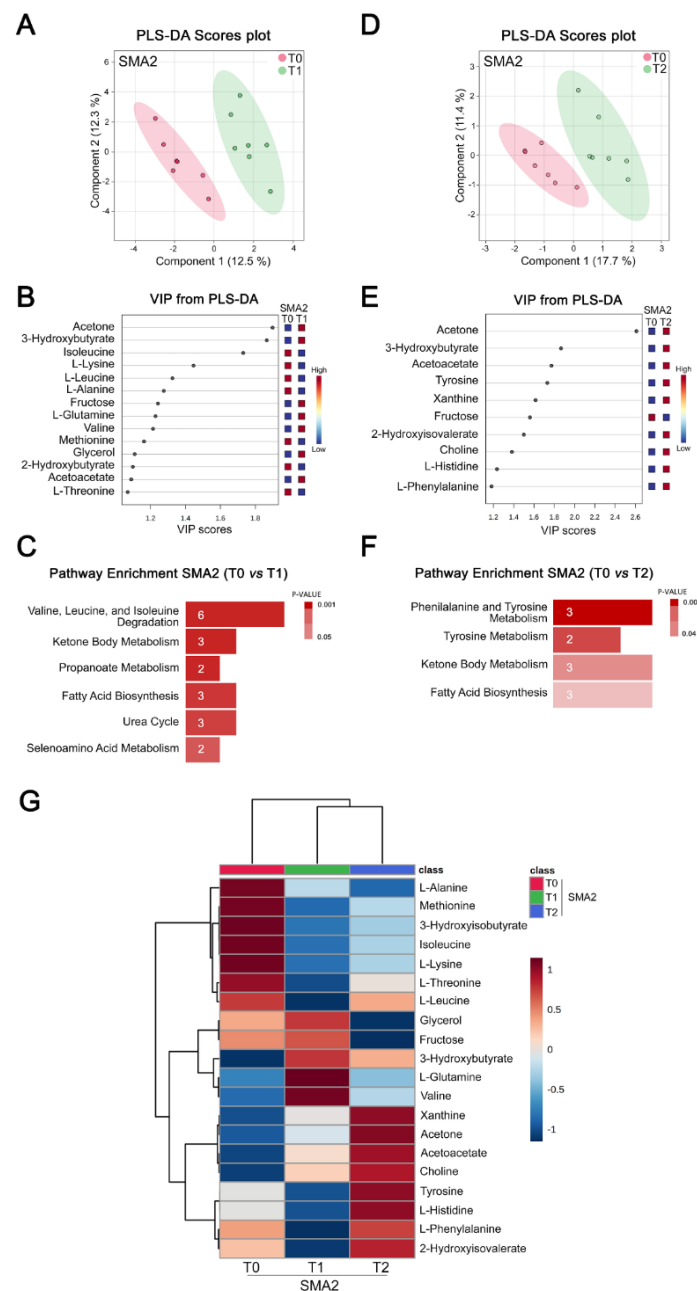 A
PLS-DA Scores plot
SMA2
T0
T1
Component 2 (12.3 %)
6
4
2
0
-2
-4
-4
-2
0
2
4
Component 1 (12.5 %)
D
PLS-DA Scores plot
SMA2
T0
T2
Component 2 (11.4 %)
3
2
1
0
-1
-2
-3
-2
-1
0
1
2
3
Component 1 (17.7 %)
B
VIP from PLS-DA
SMA2
T0 T1
Acetone
3-Hydroxybutyrate
Isoleucine
L-Lysine
L-Leucine
L-Alanine
Fructose
L-Glutamine
Valine
Methionine
Glycerol
2-Hydroxybutyrate
Acetoacetate
L-Threonine
High
Low
1.2 1.4 1.6 1.8
VIP scores
E
VIP from PLS-DA
SMA2
T0 T2
Acetone
3-Hydroxybutyrate
Acetoacetate
Tyrosine
Xanthine
Fructose
2-Hydroxyisovalerate
Choline
L-Histidine
L-Phenylalanine
High
Low
1.2 1.4 1.6 1.8 2.0 2.2 2.4 2.6
VIP scores
C
Pathway Enrichment SMA2 (T0 vs T1)
Valine, Leucine, and Isoleucine
Degradation
6
Ketone Body Metabolism
3
Propanoate Metabolism
2
Fatty Acid Biosynthesis
3
Urea Cycle
3
Selenoamino Acid Metabolism
2
P-VALUE
0.001
0.05
F
Pathway Enrichment SMA2 (T0 vs T2)
Phenilalanine and Tyrosine
Metabolism
3
Tyrosine Metabolism
2
Ketone Body Metabolism
3
Fatty Acid Biosynthesis
3
P-VALUE
0.00
0.04
G
class
L-Alanine
Methionine
3-Hydroxyisobutyrate
Isoleucine
L-Lysine
L-Threonine
L-Leucine
Glycerol
Fructose
3-Hydroxybutyrate
L-Glutamine
Valine
Xanthine
Acetone
Acetoacetate
Choline
Tyrosine
L-Histidine
L-Phenylalanine
2-Hydroxyisovalerate
T0 T1 T2
SMA2
class
T0
T1
T2
SMA2
1
0.5
0
-0.5
-1